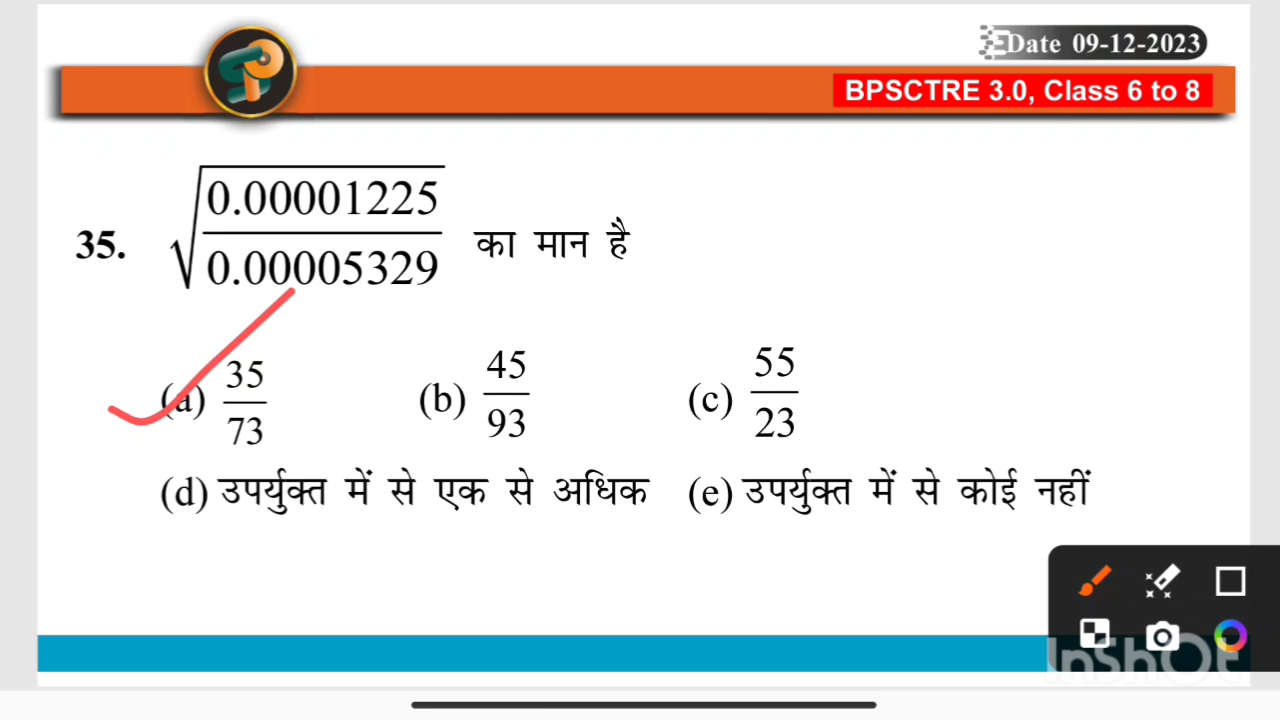 Date 09-12-2023
BPSCTRE 3.0, Class 6 to 8
35. √(0.00001225/0.00005329) का मान है
(a) 35/73 (b) 45/93 (c) 55/23
(d) उपर्युक्त में से एक से अधिक (e) उपर्युक्त में से कोई नहीं
InShOt